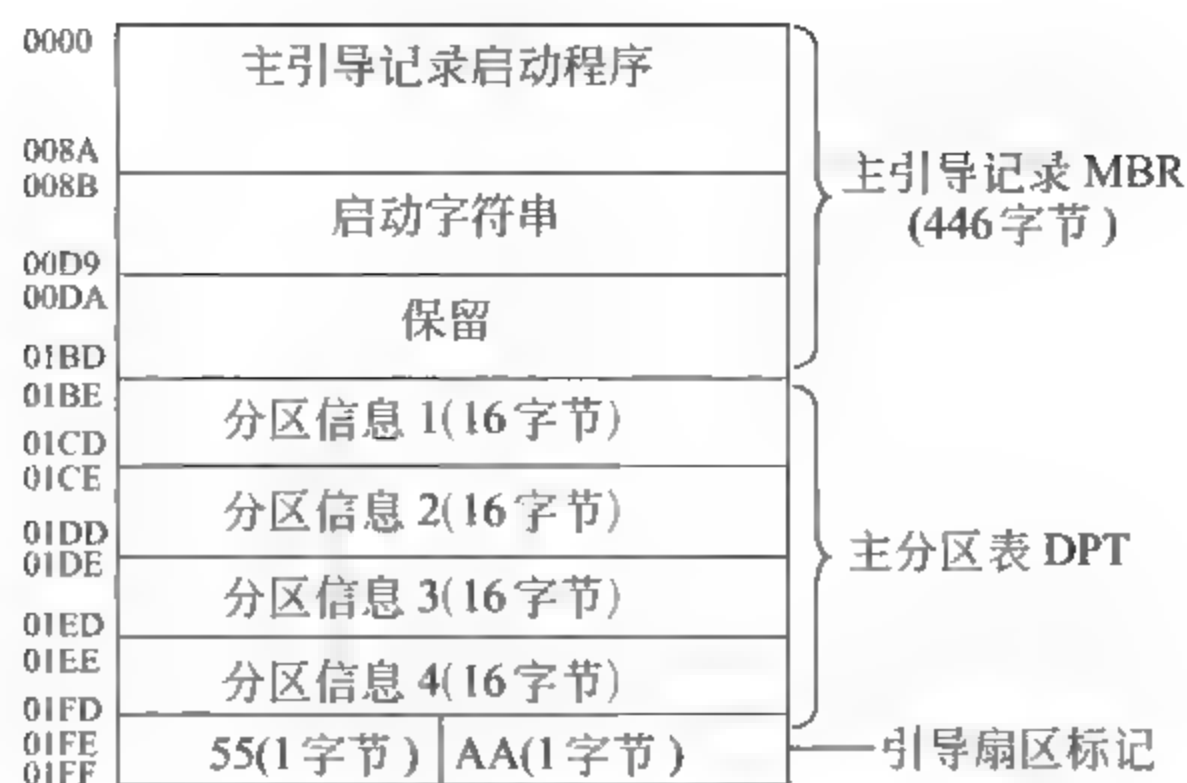 0000
主引导记录启动程序
008A
008B
启动字符串
00D9
00DA
保留
01BD
主引导记录 MBR
(446字节)
01BE
分区信息 1(16字节)
01CD
01CE
分区信息 2(16字节)
01DD
01DE
分区信息 3(16字节)
01ED
01EE
分区信息 4(16字节)
01FD
主分区表 DPT
01FE
55(1字节) AA(1字节)
引导扇区标记
01FF